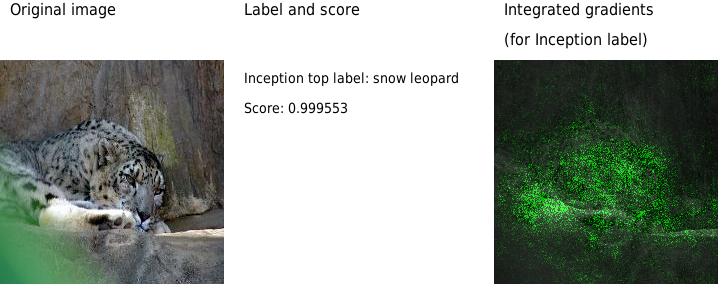 Original image
Label and score
Integrated gradients
(for Inception label)
Inception top label: snow leopard
Score: 0.999553